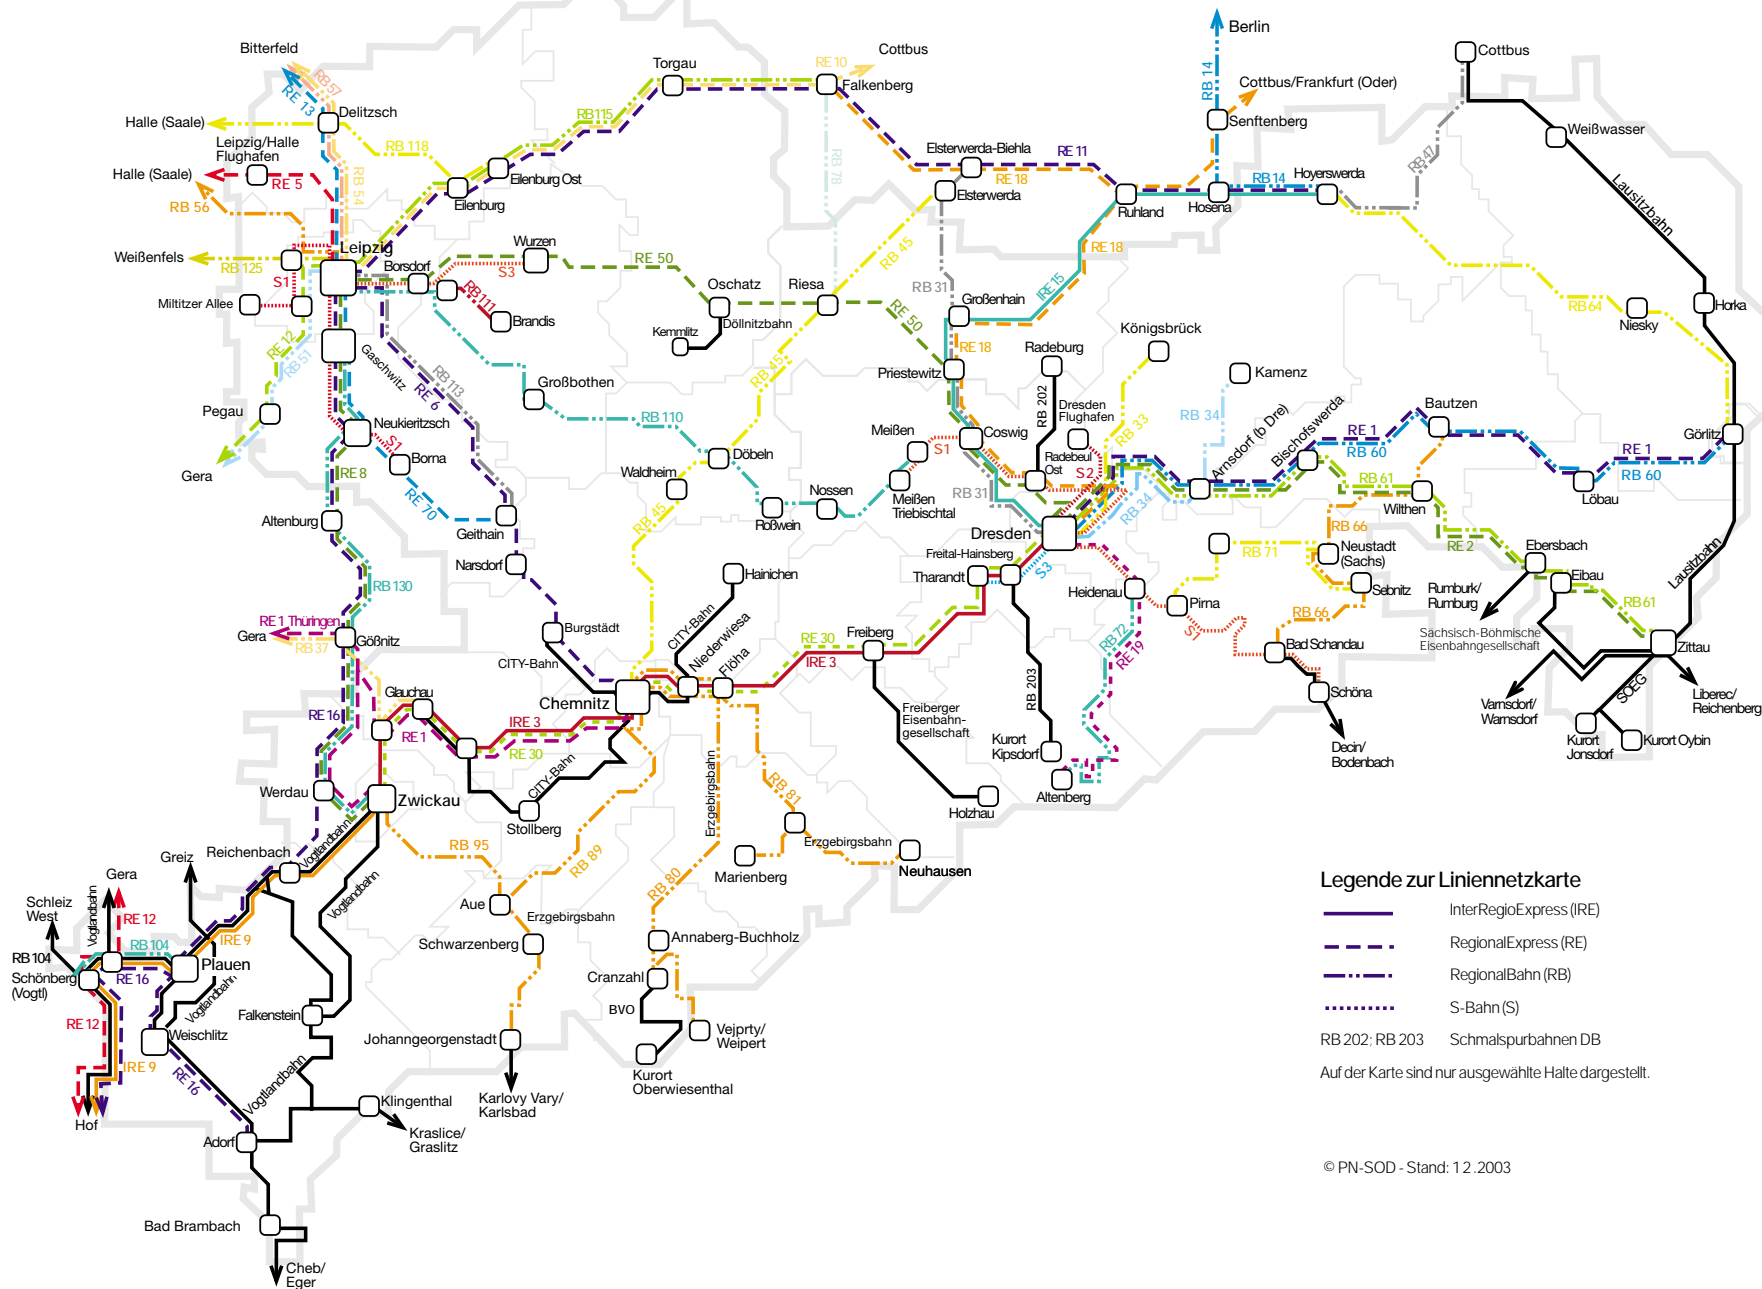 Berlin
Bitterfeld
Cottbus
Cottbus
RB 57
RE 13
Torgau
RE 10
Falkenberg
RB 14
Cottbus/Frankfurt (Oder)
Delitzsch
Halle (Saale)
RB115
Senftenberg
Weißwasser
Leipzig/Halle
Flughafen
RB 118
Elsterwerda-Biehla
RE 11
RB47
Halle (Saale)
RE 5
RB 54
Eilenburg Ost
RB 78
RE 18
Hoyerswerda
RB 14
Lausitzbahn
RB 56
Eilenburg
Elsterwerda
Ruhland
Hosena
Leipzig
Wurzen
RB 45
RE 18
Weißenfels
RB 125
Borsdorf
S3
RE 50
S1
RB111
Oschatz
Riesa
RB 31
IRE15
Großenhain
Horka
Miltitzer Allee
RB 64
Niesky
Brandis
Kemmlitz
Döllnitzbahn
RE 50
Königsbrück
RE 12
RB 51
Gaschwitz
RB113
RE 6
RE 18
Radeburg
Priestewitz
RB 45
Kamenz
Großbothen
RB 202
Dresden
Flughafen
Pegau
RB 110
RB 34
RB 33
Arnsdorf (b Dre)
Bischofswerda
Bautzen
Neukieritzsch
S1
Meißen
Coswig
RE 1
RB 60
Görlitz
S1
Gera
RE 8
Borna
Waldheim
Döbeln
Radebeul
Ost
S2
RE 1
RB 60
RE 70
Nossen
Meißen
Triebischtal
RB 31
RB 34
RB 61
Löbau
Altenburg
Geithain
RB 45
Roßwein
Wilthen
Dresden
RB 66
RE 2
Narsdorf
Freital-Hainsberg
Hainichen
Tharandt
S3
RB 71
Neustadt
(Sachs)
Ebersbach
Lausitzbahn
RB 130
Heidenau
Pirna
Sebnitz
Rumburk/
Rumburg
Eibau
RB 61
RE 1 Thüringen
Gera
RB 37
Gößnitz
Burgstädt
CITY-Bahn
CITY-Bahn
Niederwiesa
Flöha
RE 30
IRE 3
Freiberg
RB 72
RE 19
S1
RB 66
Bad Schandau
Sächsisch-Böhmische
Eisenbahngesellschaft
Zittau
Glauchau
Chemnitz
RB 203
Schöna
SOEG
Varnsdorf/
Warnsdorf
Liberec/
Reichenberg
RE 16
IRE 3
RE 1
RE 30
Freiberger
Eisenbahn-
gesellschaft
Kurort
Kipsdorf
Decin/
Bodenbach
Kurort
Jonsdorf
Kurort Oybin
CITY-Bahn
Erzgebirgsbahn
RB 81
Werdau
Zwickau
Stollberg
Altenberg
Holzhau
Vogtlandbahn
Reichenbach
RB 95
RB 89
Erzgebirgsbahn
Greiz
Marienberg
Neuhausen
Gera
Legende zur Liniennetzkarte
Schleiz
West
Vogtlandbahn
RE 12
Vogtlandbahn
Aue
RB 80
InterRegioExpress (IRE)
Erzgebirgsbahn
IRE 9
RB104
Schwarzenberg
Annaberg-Buchholz
RegionalExpress (RE)
RB 104
Schönberg
(Vogtl)
RE 16
Plauen
Cranzahl
RegionalBahn (RB)
Vogtlandbahn
BVO
S-Bahn (S)
RE 12
Falkenstein
Weischlitz
Johanngeorgenstadt
Vejprty/
Weipert
RB 202; RB 203
Schmalspurbahnen DB
IRE 9
RE 16
Vogtlandbahn
Kurort
Oberwiesenthal
Auf der Karte sind nur ausgewählte Halte dargestellt.
Karlovy Vary/
Karlsbad
Hof
Klingenthal
Adorf
Kraslice/
Graslitz
© PN-SOD - Stand: 12.2003
Bad Brambach
Cheb/
Eger